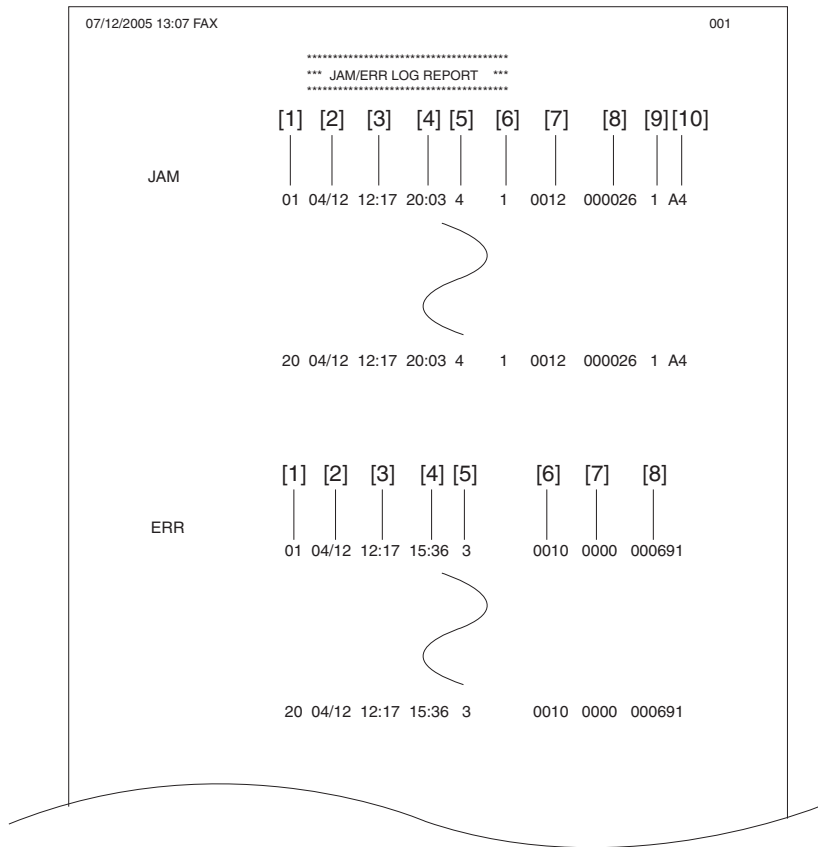 07/12/2005 13:07 FAX 001
***************************************
*** JAM/ERR LOG REPORT ***
***************************************
[1] [2] [3] [4] [5] [6] [7] [8] [9] [10]
JAM
01 04/12 12:17 20:03 4 1 0012 000026 1 A4
20 04/12 12:17 20:03 4 1 0012 000026 1 A4
[1] [2] [3] [4] [5] [6] [7] [8]
ERR
01 04/12 12:17 15:36 3 0010 0000 000691
20 04/12 12:17 15:36 3 0010 0000 000691